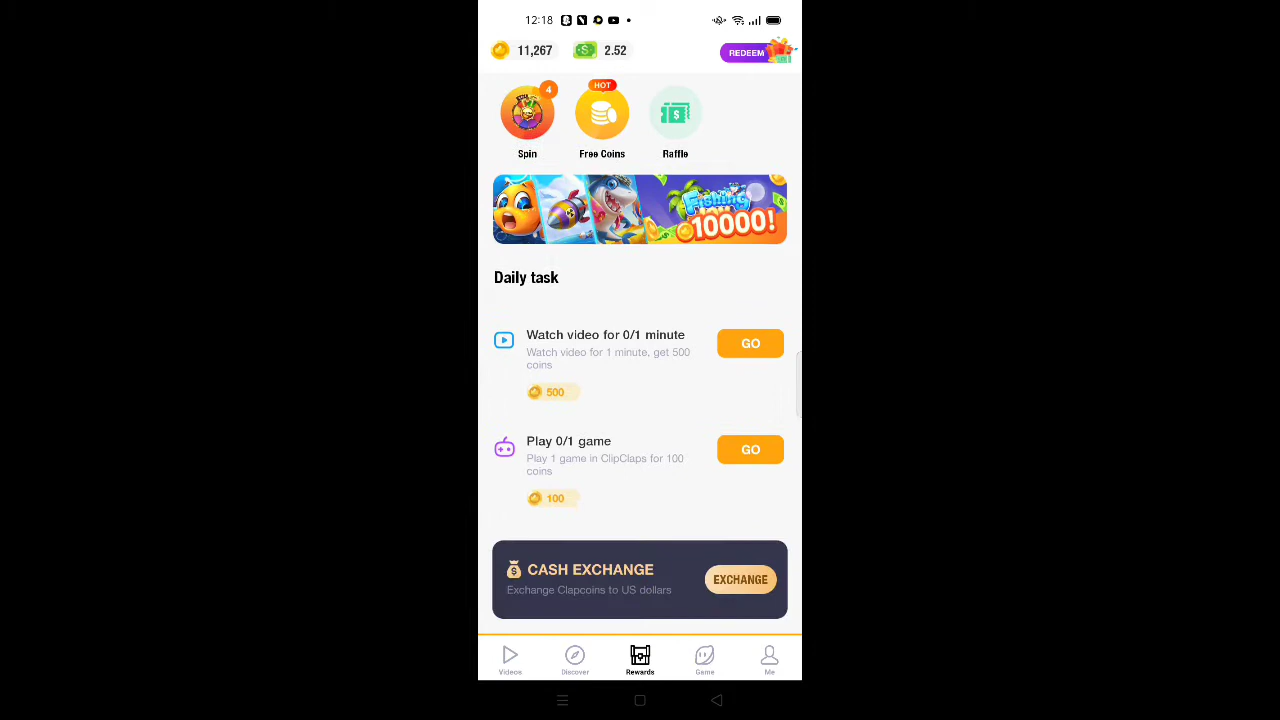 12:18
11,267
2.52
REDEEM
4
HOT
Spin
Free Coins
Raffle
Fishing
10000!
Daily task
Watch video for 0/1 minute
Watch video for 1 minute, get 500
coins
GO
500
Play 0/1 game
Play 1 game in ClipClaps for 100
coins
GO
100
CASH EXCHANGE
Exchange Clapcoins to US dollars
EXCHANGE
Videos
Discover
Rewards
Game
Me